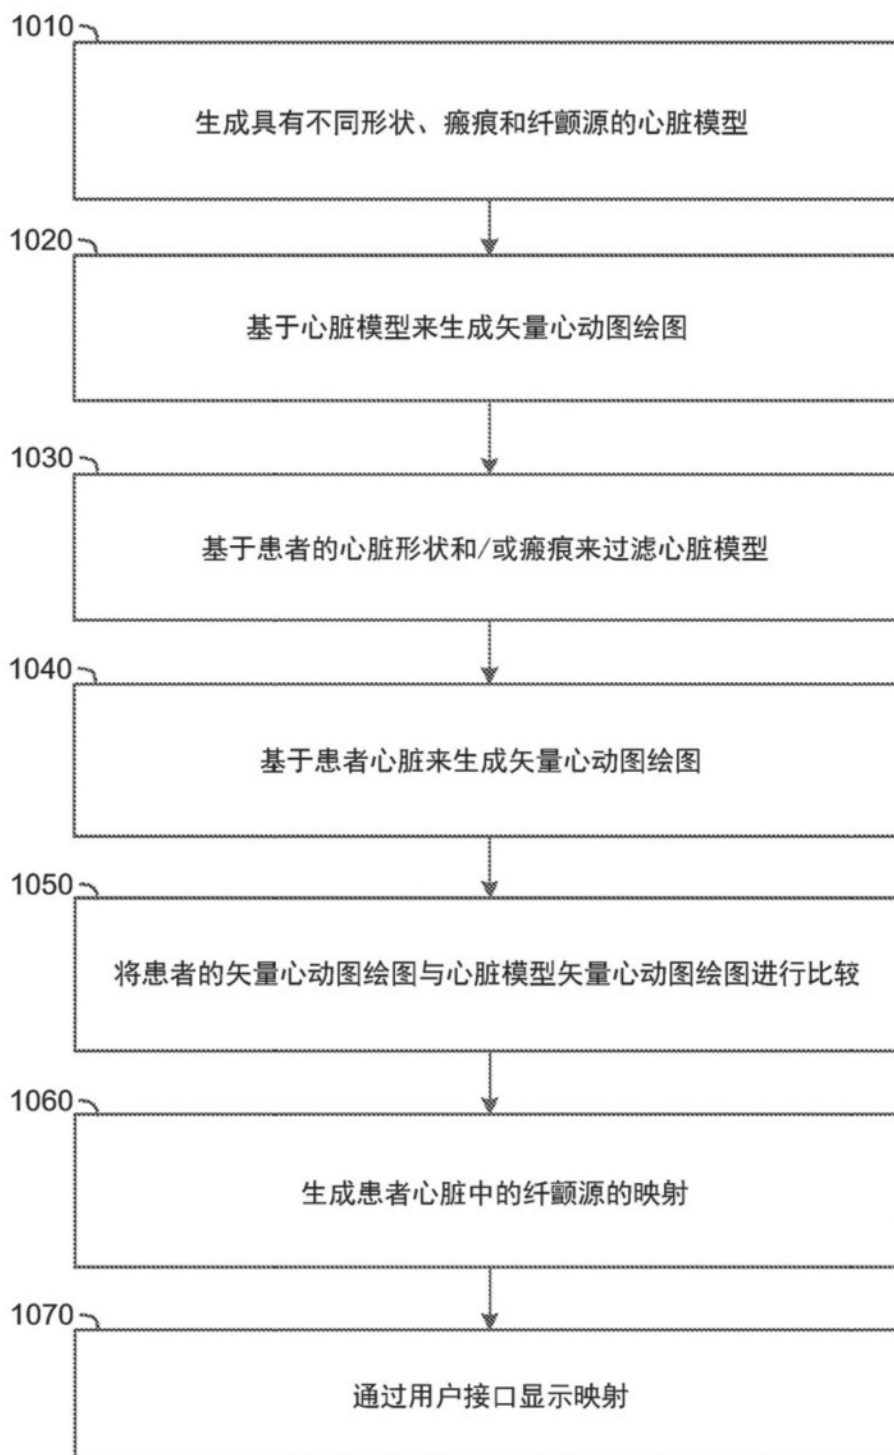 1010
生成具有不同形状、瘢痕和纤颤源的心脏模型
1020
基于心脏模型来生成矢量心动图绘图
1030
基于患者的心脏形状和/或瘢痕来过滤心脏模型
1040
基于患者心脏来生成矢量心动图绘图
1050
将患者的矢量心动图绘图与心脏模型矢量心动图绘图进行比较
1060
生成患者心脏中的纤颤源的映射
1070
通过用户接口显示映射